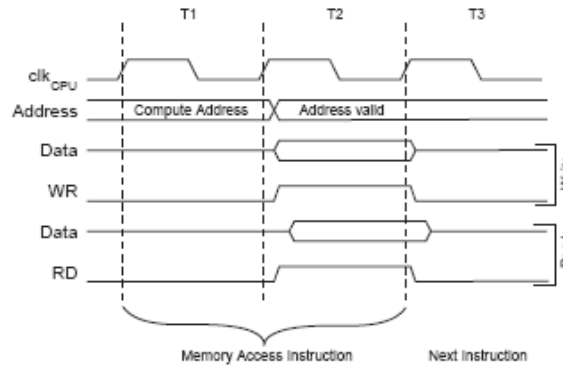 T1 T2 T3
clkCPU
Address Compute Address Address valid
Data
WR
Data
RD
Memory Access Instruction Next Instruction